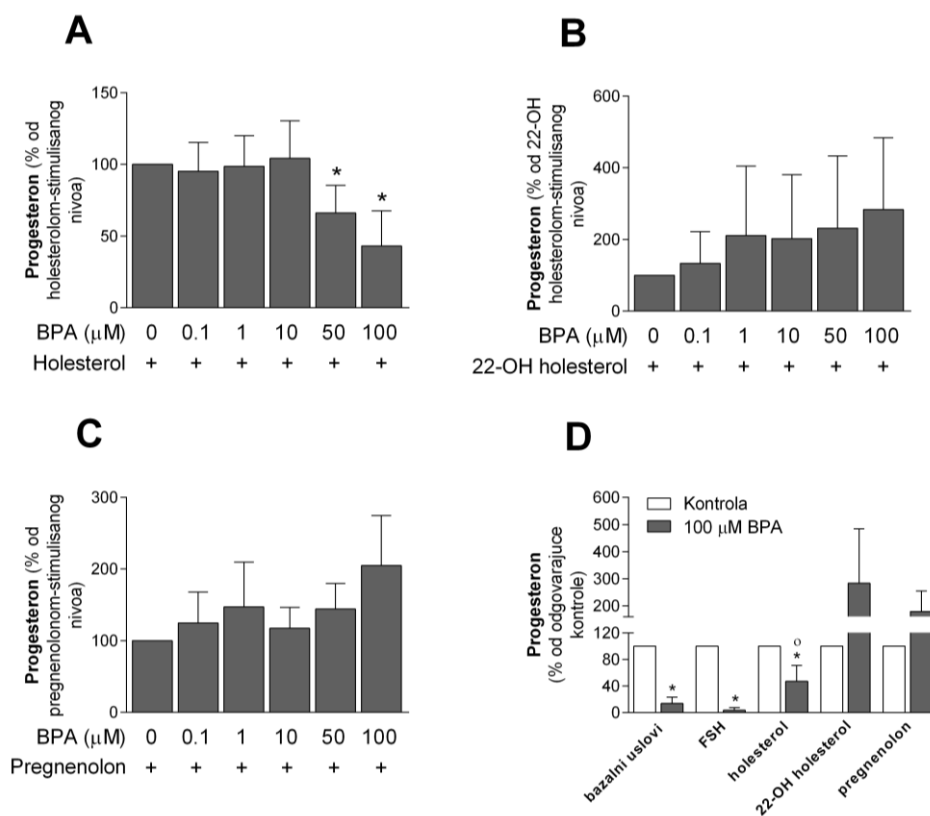 A
Progesteron (% od
holesterolom-stimulisanog
nivoa)
150
100
50
0
* *
BPA (μM) 0 0.1 1 10 50 100
Holesterol + + + + + +
B
Progesteron (% od 22-OH
holesterolom-stimulisanog
nivoa)
600
400
200
0
BPA (μM) 0 0.1 1 10 50 100
22-OH holesterol + + + + + +
C
Progesteron (% od
pregnenolonom-stimulisanog
nivoa)
300
200
100
0
BPA (μM) 0 0.1 1 10 50 100
Pregnenolon + + + + + +
D
Progesteron
(% od odgovarajuce
kontrole)
600
500
400
300
200
120
80
40
0
Kontrola
100 μM BPA
o
* * *
bazalni uslovi
FSH
holesterol
22-OH holesterol
pregnenolon